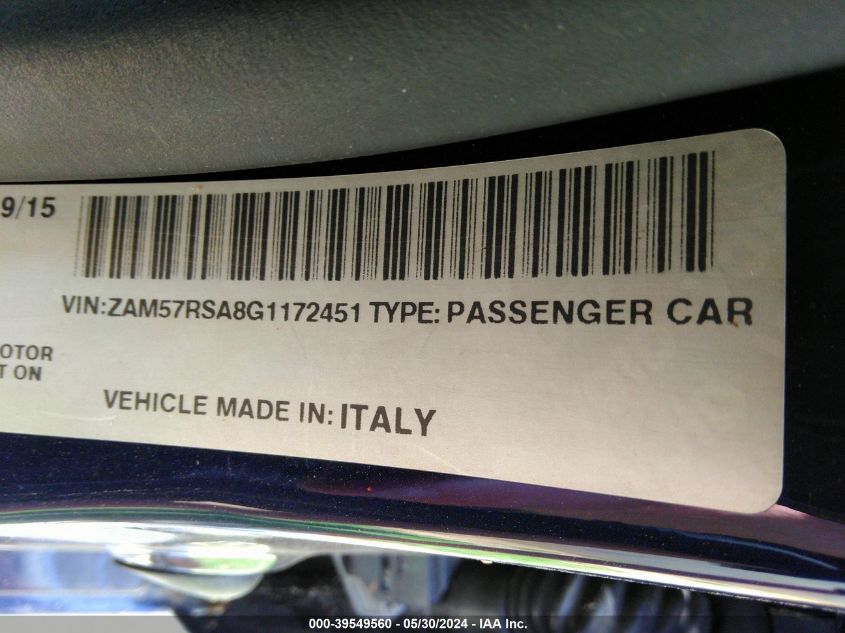 9/15
VIN:ZAM57RSA8G1172451 TYPE: PASSENGER CAR
OTOR
T ON
VEHICLE MADE IN: ITALY
000-39549560 - 05/30/2024 - IAA Inc.